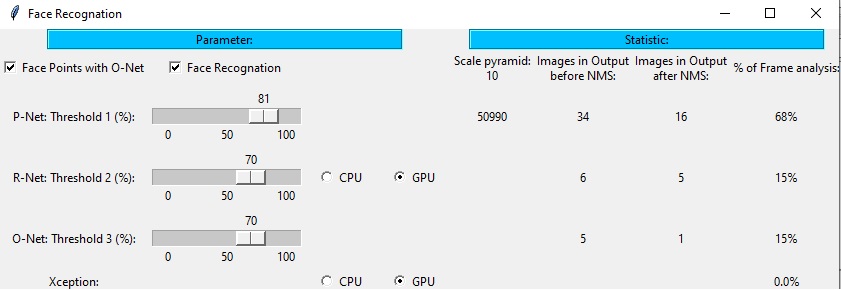 Face Recognation
Parameter:
Statistic:
Face Points with O-Net
Face Recognation
Scale pyramid:
10
Images in Output
before NMS:
Images in Output
after NMS:
% of Frame analysis:
81
P-Net: Threshold 1 (%):
0 50 100
50990 34 16 68%
70
R-Net: Threshold 2 (%):
0 50 100
CPU GPU
6 5 15%
70
O-Net: Threshold 3 (%):
0 50 100
5 1 15%
Xception:
CPU GPU
0.0%